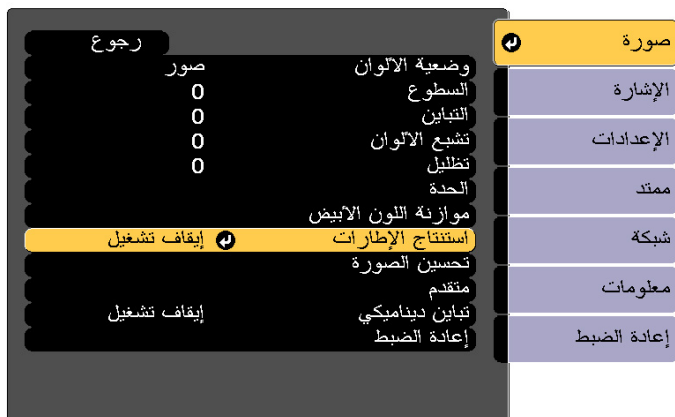 صورة
الإشارة
الإعدادات
ممتد
شبكة
معلومات
إعادة الضبط
رجوع
وضعية الألوان صور
السطوع 0
التباين 0
تشبع الألوان 0
تظليل 0
الحدة
موازنة اللون الأبيض
استنتاج الإطارات إيقاف تشغيل
تحسين الصورة
متقدم
تباين ديناميكي إيقاف تشغيل
إعادة الضبط